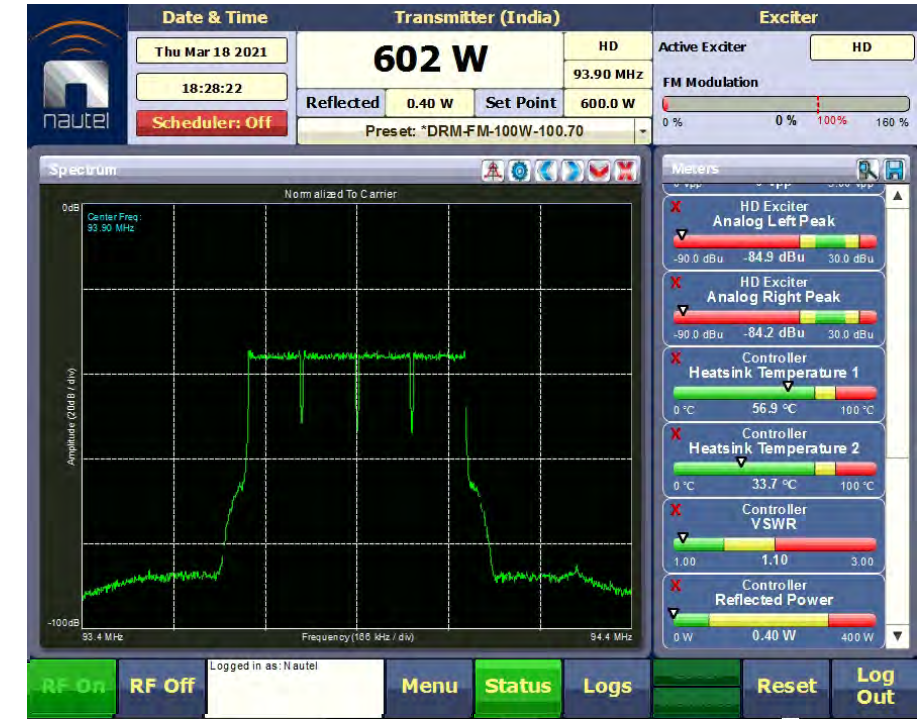 Date & Time
Transmitter (India)
Exciter
nautel
Thu Mar 18 2021
18:28:22
Scheduler: Off
602 W
HD
93.90 MHz
Reflected 0.40 W Set Point 600.0 W
Preset: *DRM-FM-100W-100.70
Active Exciter HD
FM Modulation
0 % 0 % 100% 160 %
Spectrum
Normalized To Carrier
0dB
Center Freq:
93.90 MHz
Amplitude (20dB / div)
-100dB
93.4 MHz Frequency(166 kHz / div) 94.4 MHz
Meters
X HD Exciter
Analog Left Peak
-90.0 dBu -84.9 dBu 30.0 dBu
X HD Exciter
Analog Right Peak
-90.0 dBu -84.2 dBu 30.0 dBu
X Controller
Heatsink Temperature 1
0 °C 56.9 °C 100 °C
X Controller
Heatsink Temperature 2
0 °C 33.7 °C 100 °C
X Controller
VSWR
1.00 1.10 3.00
X Controller
Reflected Power
0 W 0.40 W 400 W
RF On
RF Off
Logged in as: Nautel
Menu
Status
Logs
Reset
Log
Out